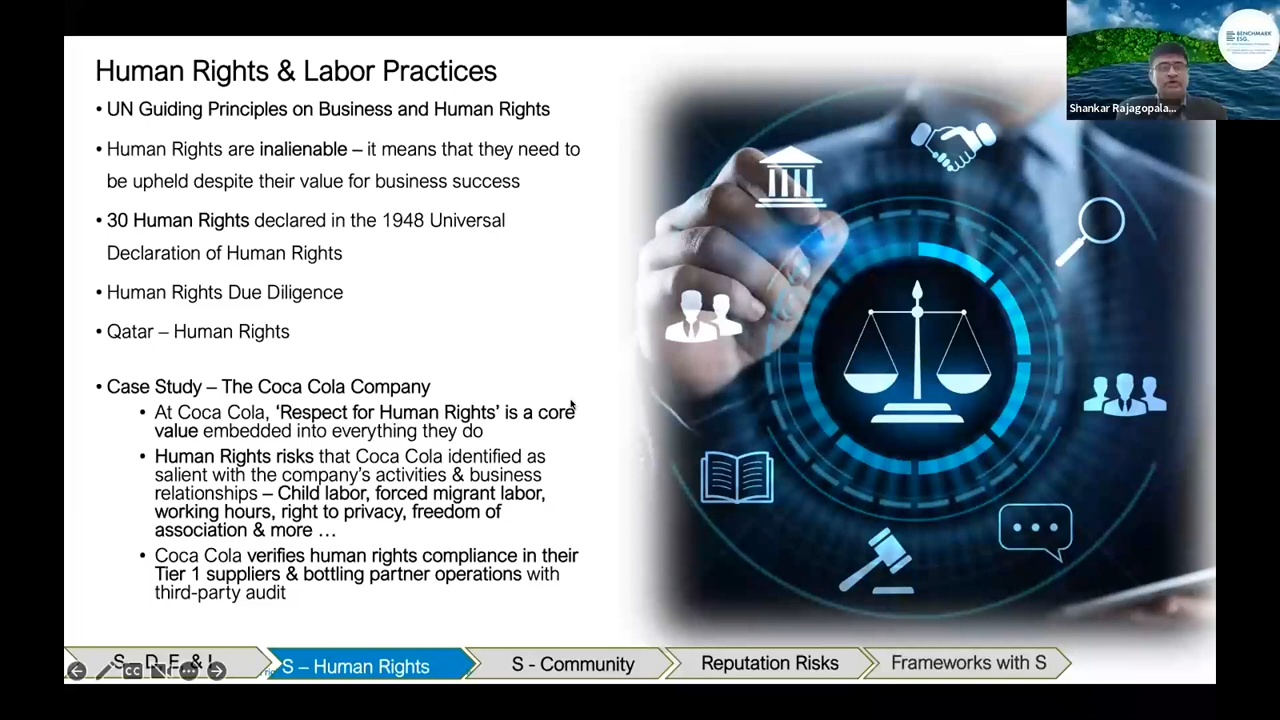 Human Rights & Labor Practices
• UN Guiding Principles on Business and Human Rights
• Human Rights are inalienable – it means that they need to
be upheld despite their value for business success
• 30 Human Rights declared in the 1948 Universal
Declaration of Human Rights
• Human Rights Due Diligence
• Qatar – Human Rights
• Case Study – The Coca Cola Company
• At Coca Cola, ‘Respect for Human Rights’ is a core
value embedded into everything they do
• Human Rights risks that Coca Cola identified as
salient with the company’s activities & business
relationships – Child labor, forced migrant labor,
working hours, right to privacy, freedom of
association & more …
• Coca Cola verifies human rights compliance in their
Tier 1 suppliers & bottling partner operations with
third-party audit
BENCHMARK
ESG
Shankar Rajagopala...
S - D, E, & I
CC
S – Human Rights
S - Community
Reputation Risks
Frameworks with S